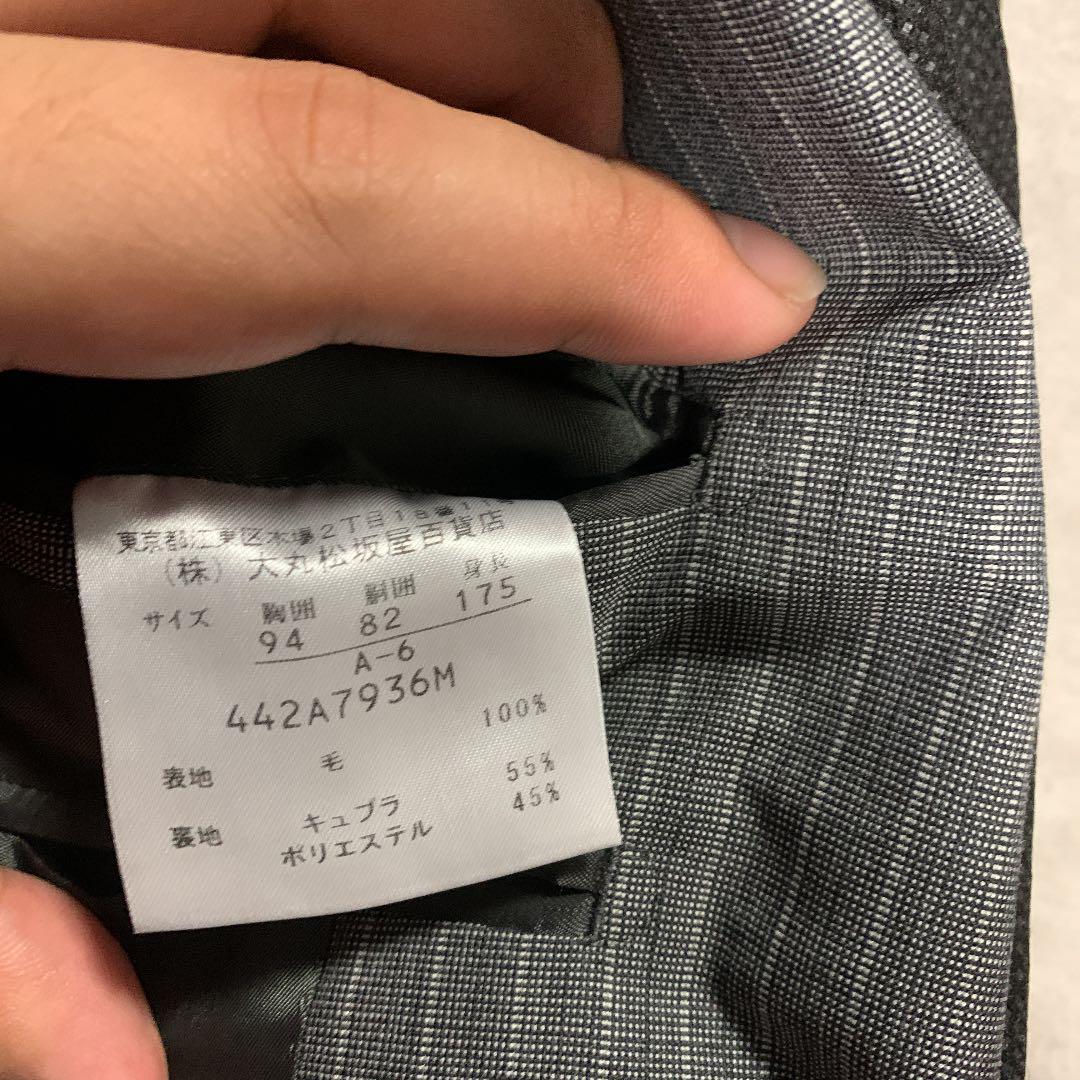 東京都江東区木場2丁目18番1
(株) 大丸松坂屋百貨店
サイズ 胸囲 胴囲 身長
94 82 175
A-6
442A7936M
表地 毛 100%
裏地 キュプラ 55%
ポリエステル 45%